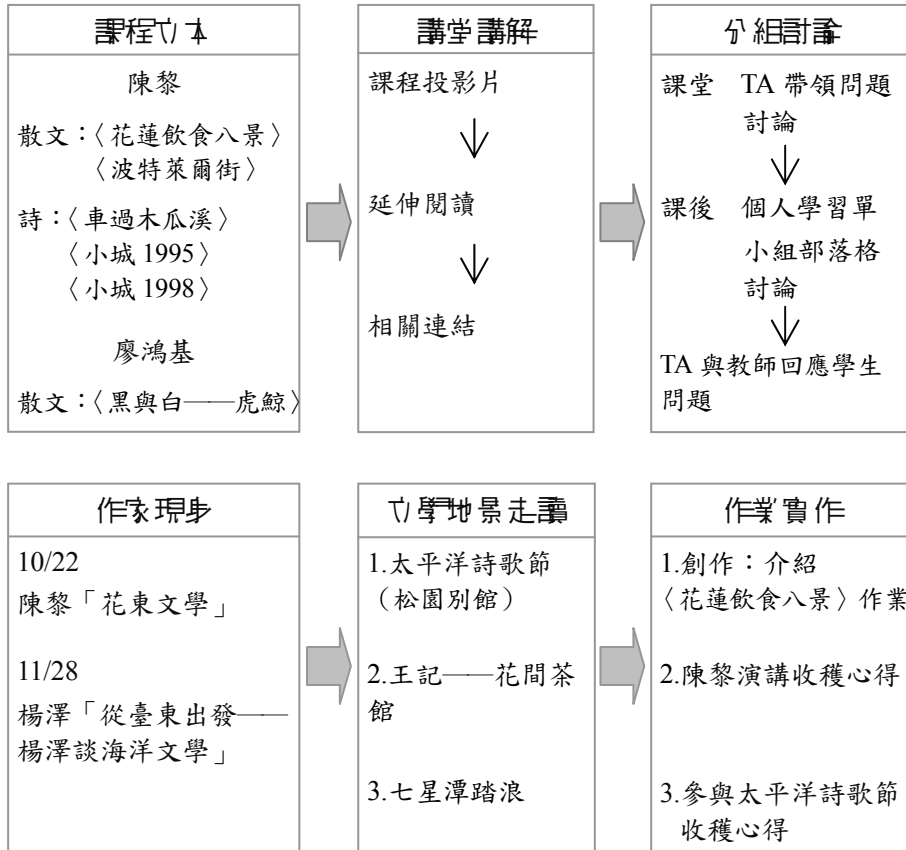 課程文本
陳黎
散文：〈花蓮飲食八景〉
〈波特萊爾街〉
詩：〈車過木瓜溪〉
〈小城 1995〉
〈小城 1998〉
廖鴻基
散文：〈黑與白——虎鯨〉
講堂講解
課程投影片
延伸閱讀
相關連結
分組討論
課堂 TA 帶領問題
討論
課後 個人學習單
小組部落格
討論
TA 與教師回應學生
問題
作家現身
10/22
陳黎「花東文學」
11/28
楊澤「從臺東出發——
楊澤談海洋文學」
文學地景走讀
1.太平洋詩歌節
（松園別館）
2.王記——花間茶
館
3.七星潭踏浪
作業實作
1.創作：介紹
〈花蓮飲食八景〉作業
2.陳黎演講收穫心得
3.參與太平洋詩歌節
收穫心得